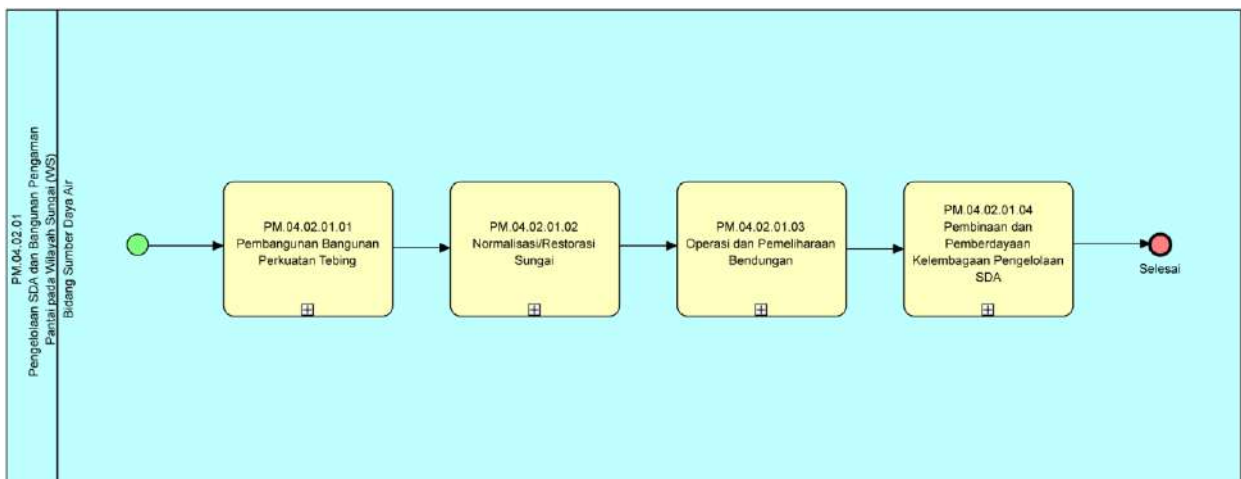 PM.04.02.01
Pengelolaan SDA dan Bangunan Pengaman
Pantai pada Wilayah Sungai (WS)
Bidang Sumber Daya Air
PM.04.02.01.01
Pembangunan Bangunan
Perkuatan Tebing
PM.04.02.01.02
Normalisasi/Restorasi
Sungai
PM.04.02.01.03
Operasi dan Pemeliharaan
Bendungan
PM.04.02.01.04
Pembinaan dan
Pemberdayaan
Kelembagaan Pengelolaan
SDA
Selesai